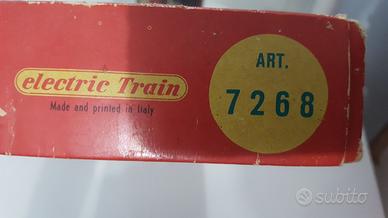 electric Train
Made and printed in Italy
ART.
7268
subito